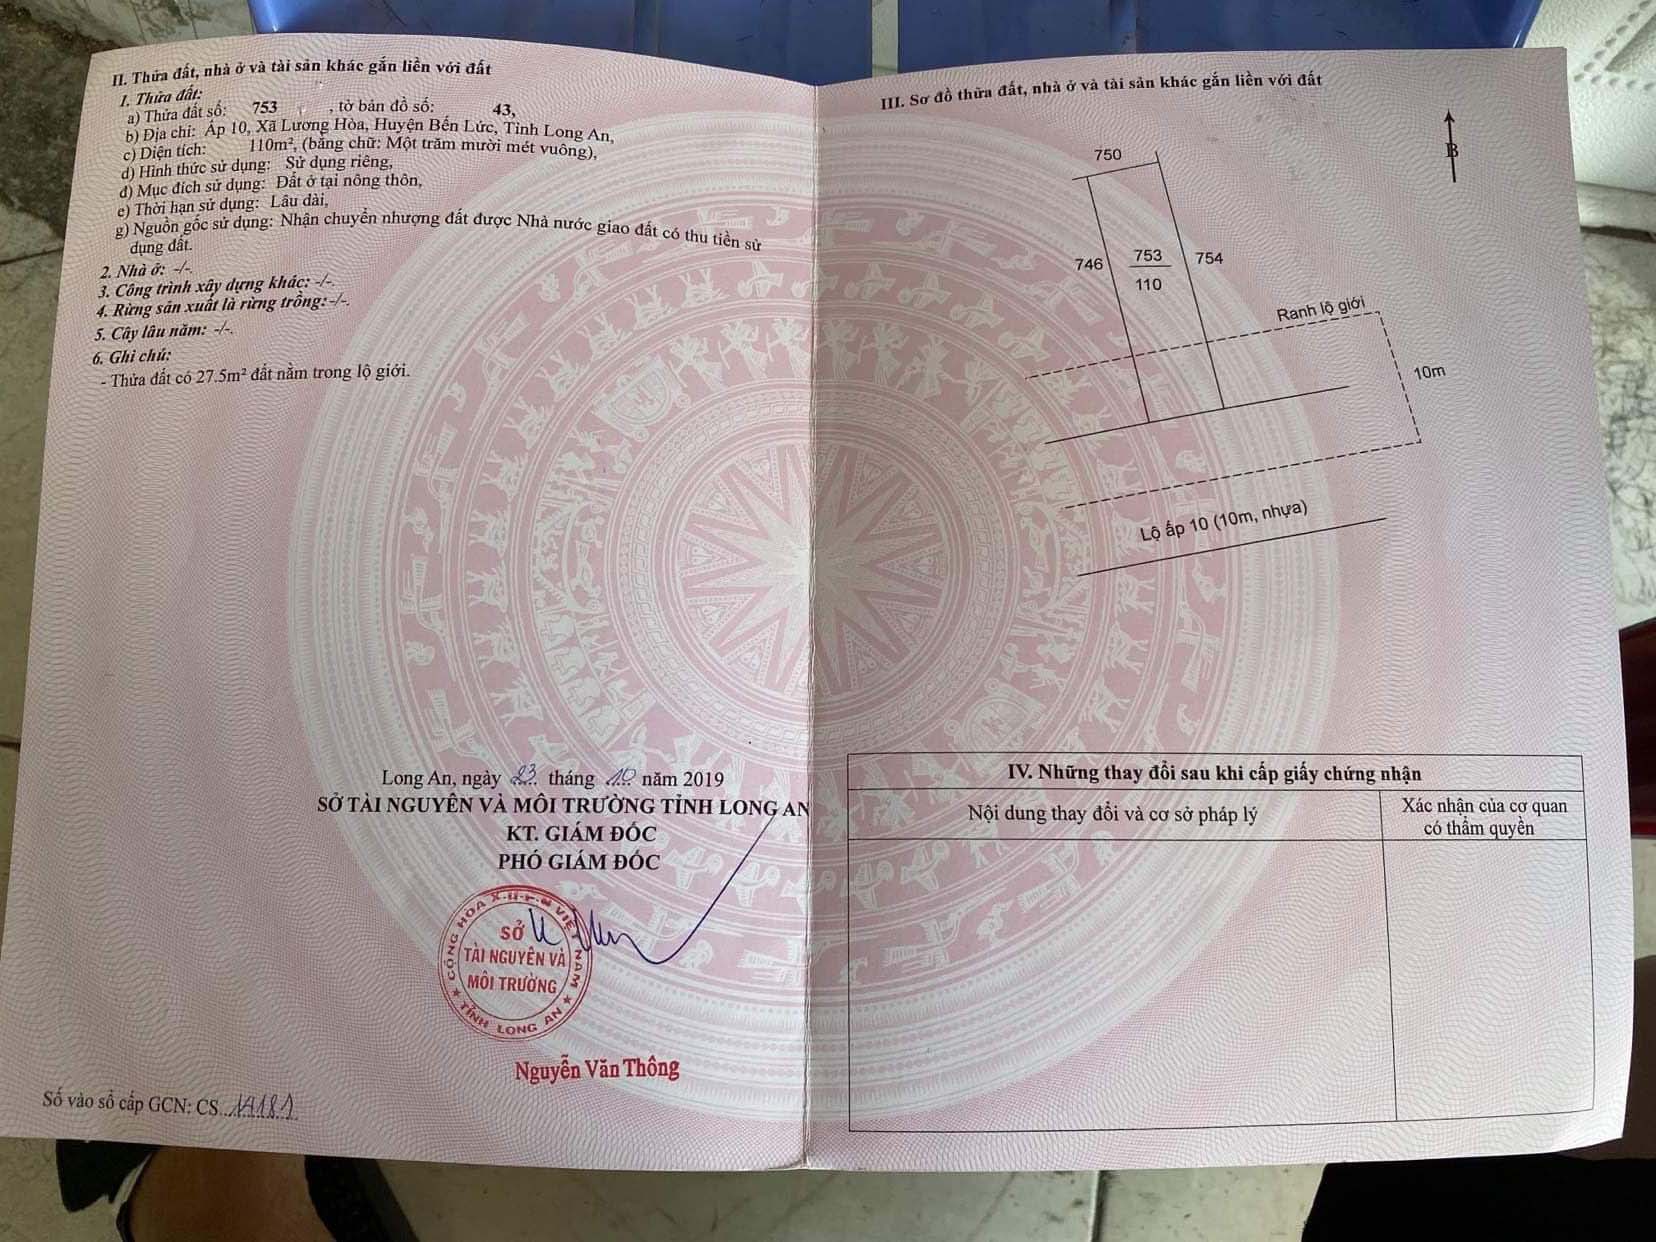 II. Thửa đất, nhà ở và tài sản khác gắn liền với đất
1. Thửa đất:
a) Thửa đất số: 753 , tờ bản đồ số: 43,
b) Địa chỉ: Ấp 10, Xã Lương Hòa, Huyện Bến Lức, Tỉnh Long An,
c) Diện tích: 110m², (bằng chữ: Một trăm mười mét vuông),
d) Hình thức sử dụng: Sử dụng riêng,
đ) Mục đích sử dụng: Đất ở tại nông thôn,
e) Thời hạn sử dụng: Lâu dài,
g) Nguồn gốc sử dụng: Nhận chuyển nhượng đất được Nhà nước giao đất có thu tiền sử
dụng đất.
2. Nhà ở: -/-.
3. Công trình xây dựng khác: -/-.
4. Rừng sản xuất là rừng trồng: -/-.
5. Cây lâu năm: -/-.
6. Ghi chú:
- Thửa đất có 27.5m² đất nằm trong lộ giới.
Long An, ngày 23 tháng 10 năm 2019
SỞ TÀI NGUYÊN VÀ MÔI TRƯỜNG TỈNH LONG AN
KT. GIÁM ĐỐC
PHÓ GIÁM ĐỐC
CỘNG HÒA X.H.C.N VIỆT NAM
SỞ
TÀI NGUYÊN VÀ
MÔI TRƯỜNG
TỈNH LONG AN
Nguyễn Văn Thông
Số vào sổ cấp GCN: CS
III. Sơ đồ thửa đất, nhà ở và tài sản khác gắn liền với đất
B
750
746
753
110
754
Ranh lộ giới
10m
Lộ ấp 10 (10m, nhựa)
IV. Những thay đổi sau khi cấp giấy chứng nhận
Nội dung thay đổi và cơ sở pháp lý
Xác nhận của cơ quan
có thẩm quyền